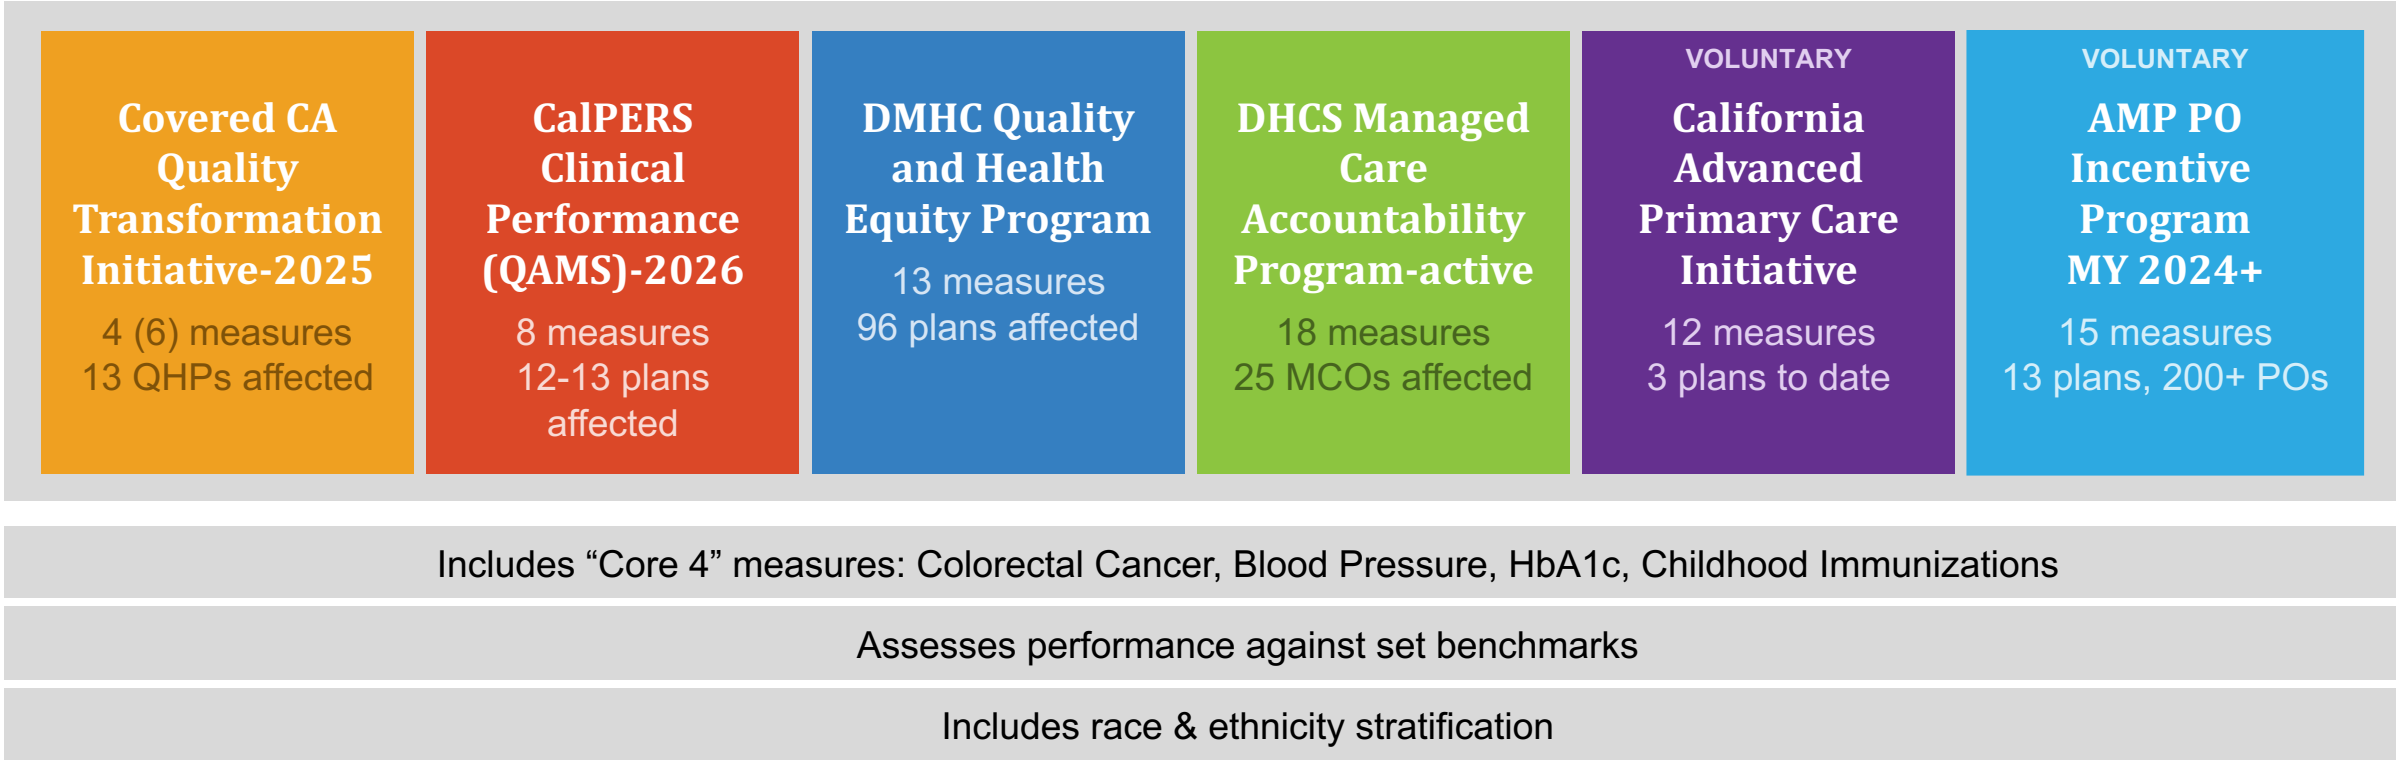 Covered CA
Quality
Transformation
Initiative-2025
4 (6) measures
13 QHPs affected
CalPERS
Clinical
Performance
(QAMS)-2026
8 measures
12-13 plans
affected
DMHC Quality
and Health
Equity Program
13 measures
96 plans affected
DHCS Managed
Care
Accountability
Program-active
18 measures
25 MCOs affected
VOLUNTARY
California
Advanced
Primary Care
Initiative
12 measures
3 plans to date
VOLUNTARY
AMP PO
Incentive
Program
MY 2024+
15 measures
13 plans, 200+ POs
Includes “Core 4” measures: Colorectal Cancer, Blood Pressure, HbA1c, Childhood Immunizations
Assesses performance against set benchmarks
Includes race & ethnicity stratification